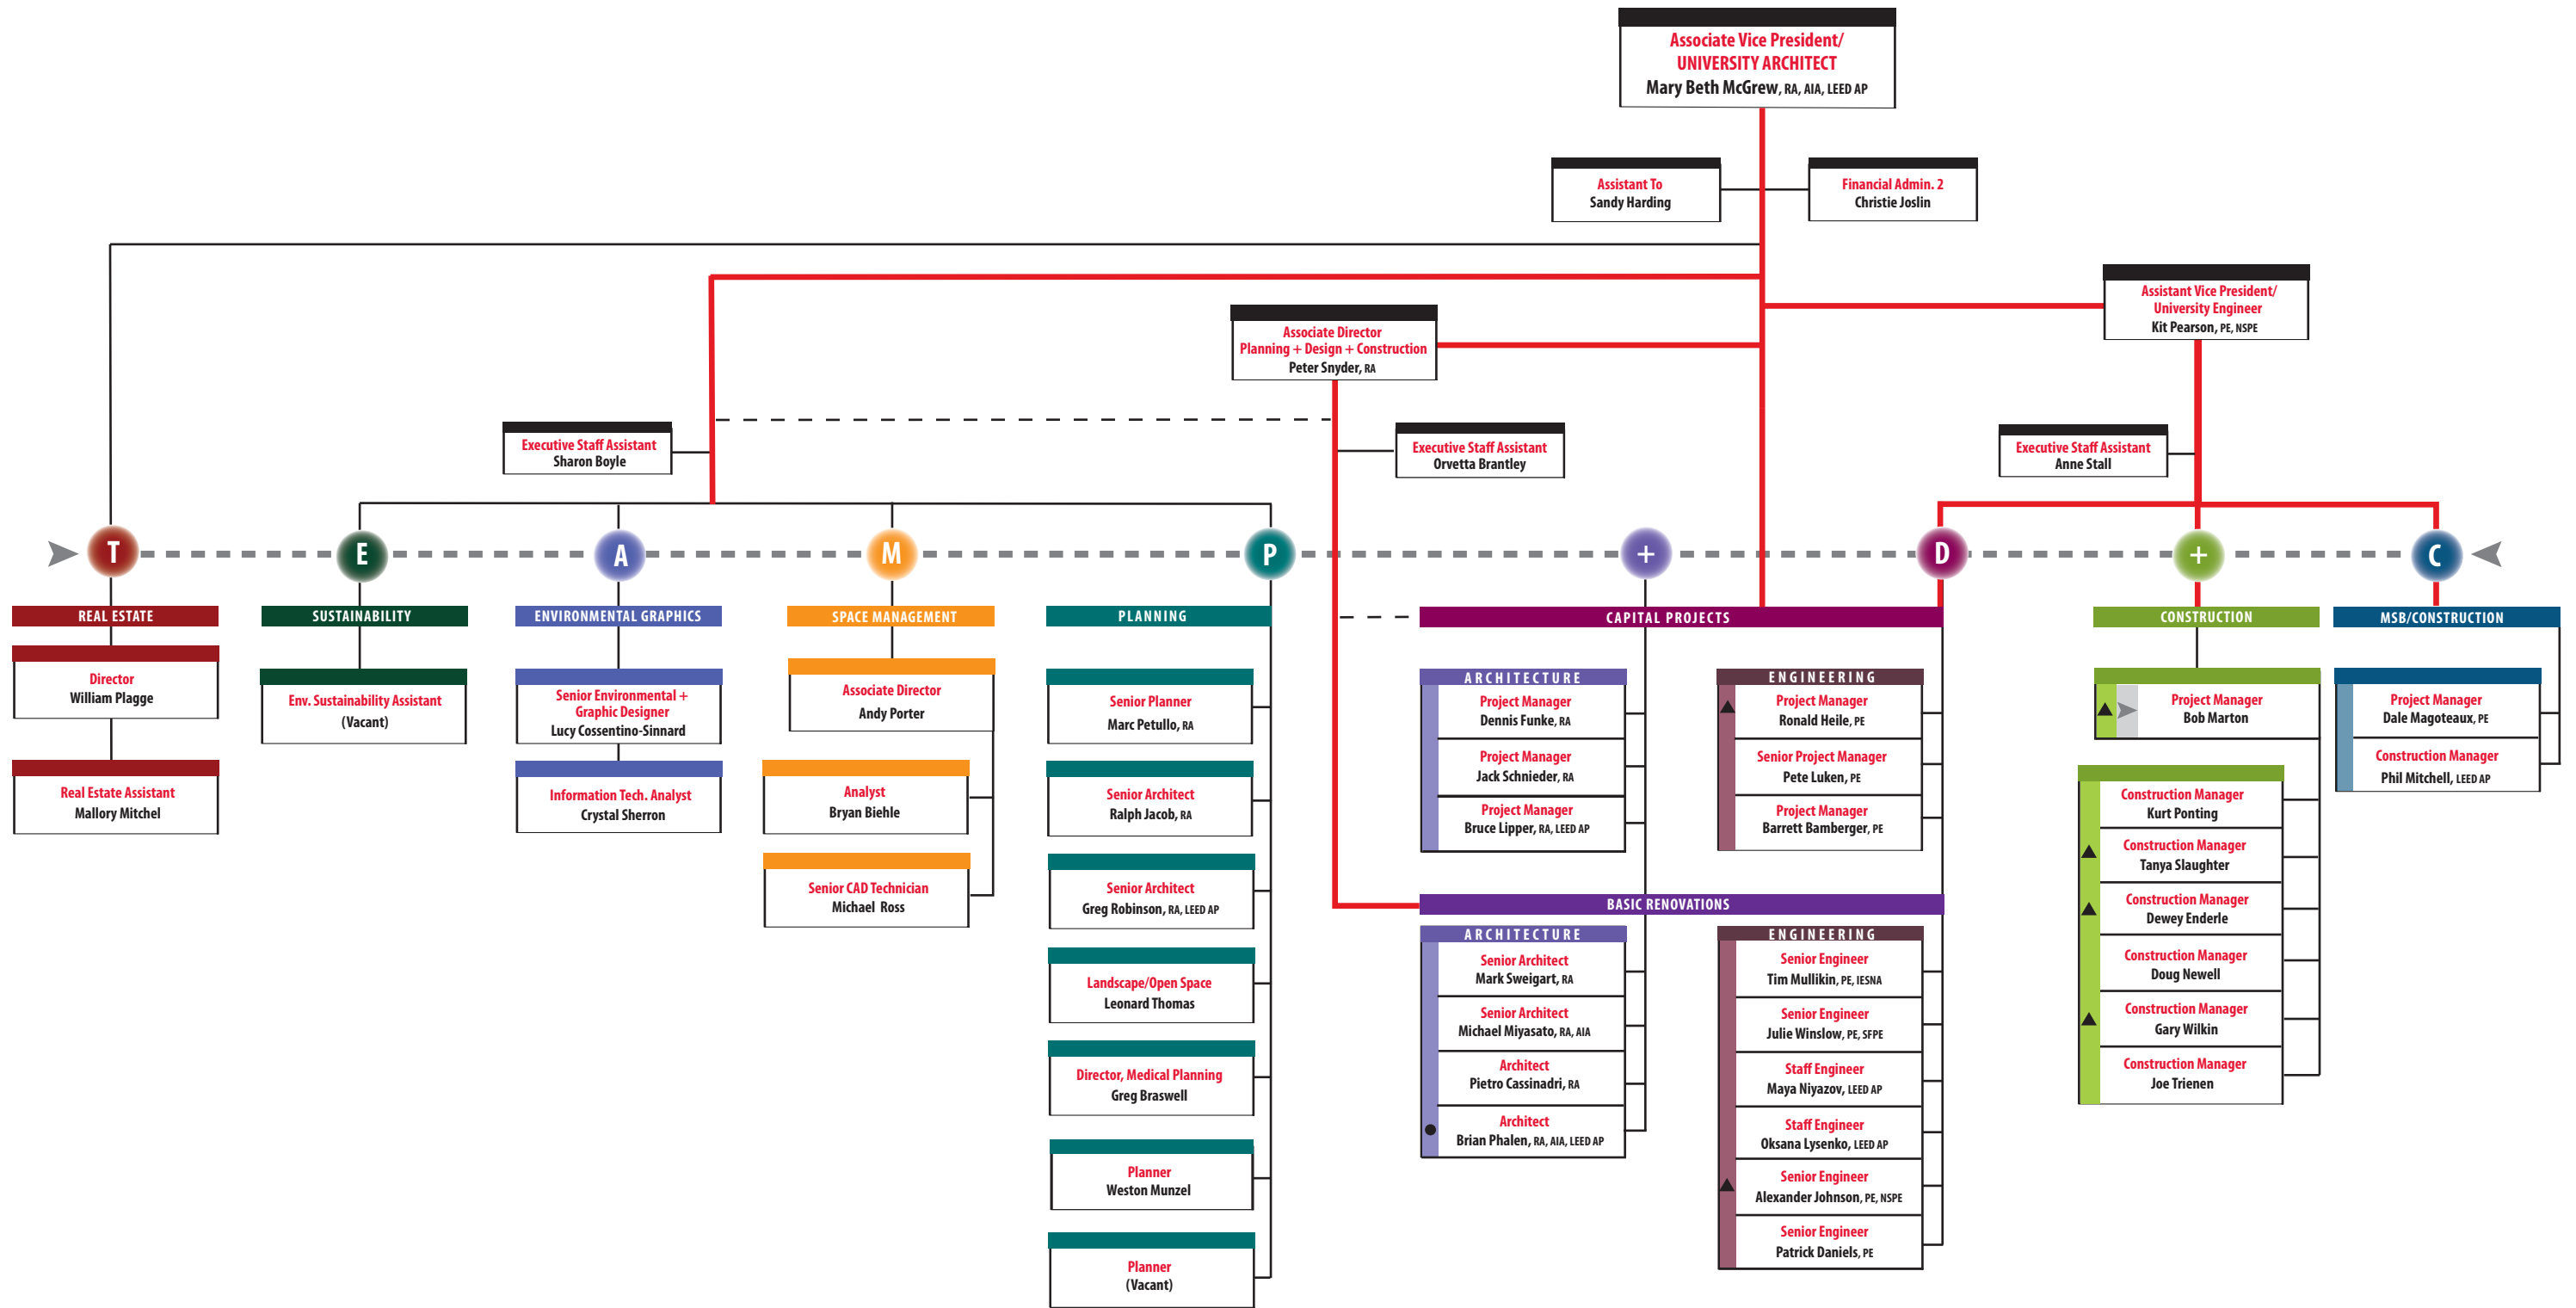 Associate Vice President/
UNIVERSITY ARCHITECT
Mary Beth McGrew, RA, AIA, LEED AP
Assistant To
Sandy Harding
Financial Admin. 2
Christie Joslin
Assistant Vice President/
University Engineer
Kit Pearson, PE, NSPE
Associate Director
Planning + Design + Construction
Peter Snyder, RA
Executive Staff Assistant
Sharon Boyle
Executive Staff Assistant
Orvetta Brantley
Executive Staff Assistant
Anne Stall
T E A M P + D + C
REAL ESTATE
Director
William Plagge
Real Estate Assistant
Mallory Mitchel
SUSTAINABILITY
Env. Sustainability Assistant
(Vacant)
ENVIRONMENTAL GRAPHICS
Senior Environmental +
Graphic Designer
Lucy Cossentino-Sinnard
Information Tech. Analyst
Crystal Sherron
SPACE MANAGEMENT
Associate Director
Andy Porter
Analyst
Bryan Biehle
Senior CAD Technician
Michael Ross
PLANNING
Senior Planner
Marc Petullo, RA
Senior Architect
Ralph Jacob, RA
Senior Architect
Greg Robinson, RA, LEED AP
Landscape/Open Space
Leonard Thomas
Director, Medical Planning
Greg Braswell
Planner
Weston Munzel
Planner
(Vacant)
CAPITAL PROJECTS
ARCHITECTURE
Project Manager
Dennis Funke, RA
Project Manager
Jack Schnieder, RA
Project Manager
Bruce Lipper, RA, LEED AP
ENGINEERING
Project Manager
Ronald Heile, PE
Senior Project Manager
Pete Luken, PE
Project Manager
Barrett Bamberger, PE
BASIC RENOVATIONS
ARCHITECTURE
Senior Architect
Mark Sweigart, RA
Senior Architect
Michael Miyasato, RA, AIA
Architect
Pietro Cassinadri, RA
Architect
Brian Phalen, RA, AIA, LEED AP
ENGINEERING
Senior Engineer
Tim Mullikin, PE, IESNA
Senior Engineer
Julie Winslow, PE, SFPE
Staff Engineer
Maya Niyazov, LEED AP
Staff Engineer
Oksana Lysenko, LEED AP
Senior Engineer
Alexander Johnson, PE, NSPE
Senior Engineer
Patrick Daniels, PE
CONSTRUCTION
Project Manager
Bob Marton
Construction Manager
Kurt Ponting
Construction Manager
Tanya Slaughter
Construction Manager
Dewey Enderle
Construction Manager
Doug Newell
Construction Manager
Gary Wilkin
Construction Manager
Joe Trienen
MSB/CONSTRUCTION
Project Manager
Dale Magoteaux, PE
Construction Manager
Phil Mitchell, LEED AP